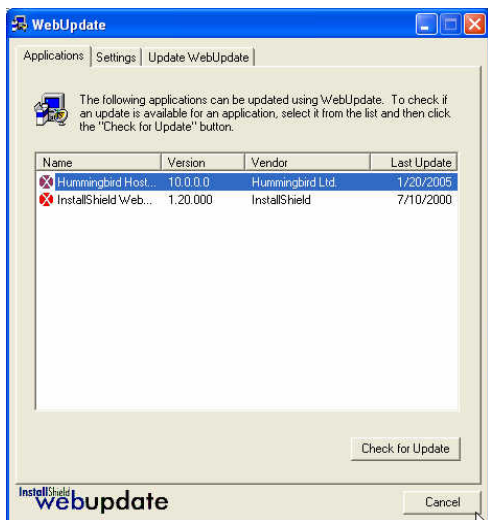 WebUpdate
Applications Settings Update WebUpdate
The following applications can be updated using WebUpdate. To check if
an update is available for an application, select it from the list and then click
the "Check for Update" button.
Name Version Vendor Last Update
Hummingbird Host... 10.0.0.0 Hummingbird Ltd. 1/20/2005
InstallShield Web... 1.20.000 InstallShield 7/10/2000
Check for Update
InstallShield
webupdate
Cancel